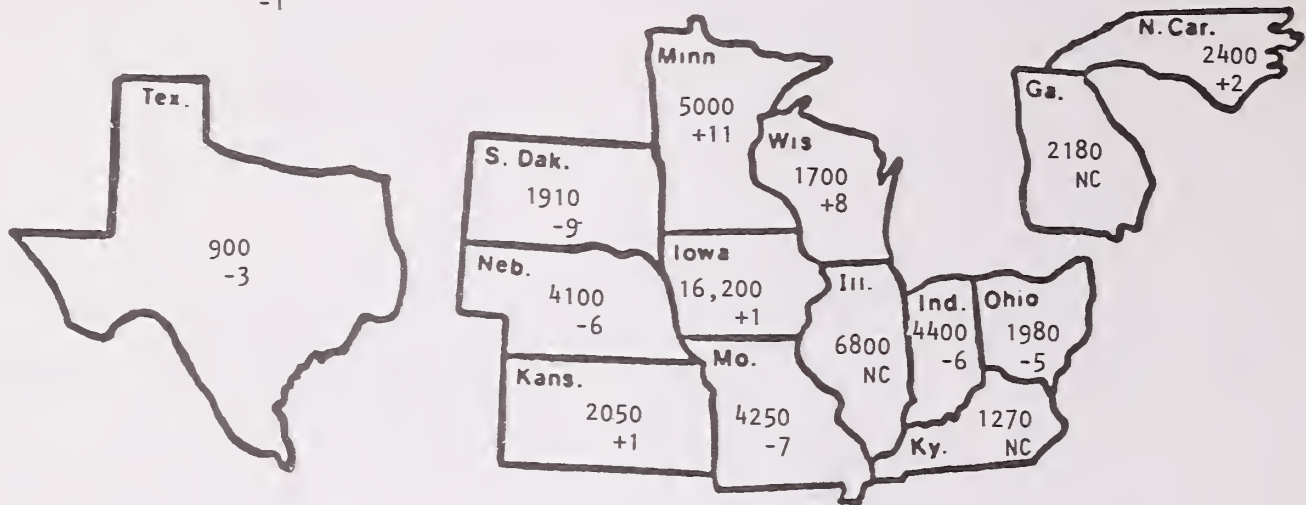 -1
Tex.
900
-3
Minn
5000
+11
Wis
1700
+8
S. Dak.
1910
-9
Neb.
4100
-6
Iowa
16,200
+1
Ill.
6800
NC
Ind.
4400
-6
Ohio
1980
-5
Kans.
2050
+1
Mo.
4250
-7
Ky.
1270
NC
N. Car.
2400
+2
Ga.
2180
NC